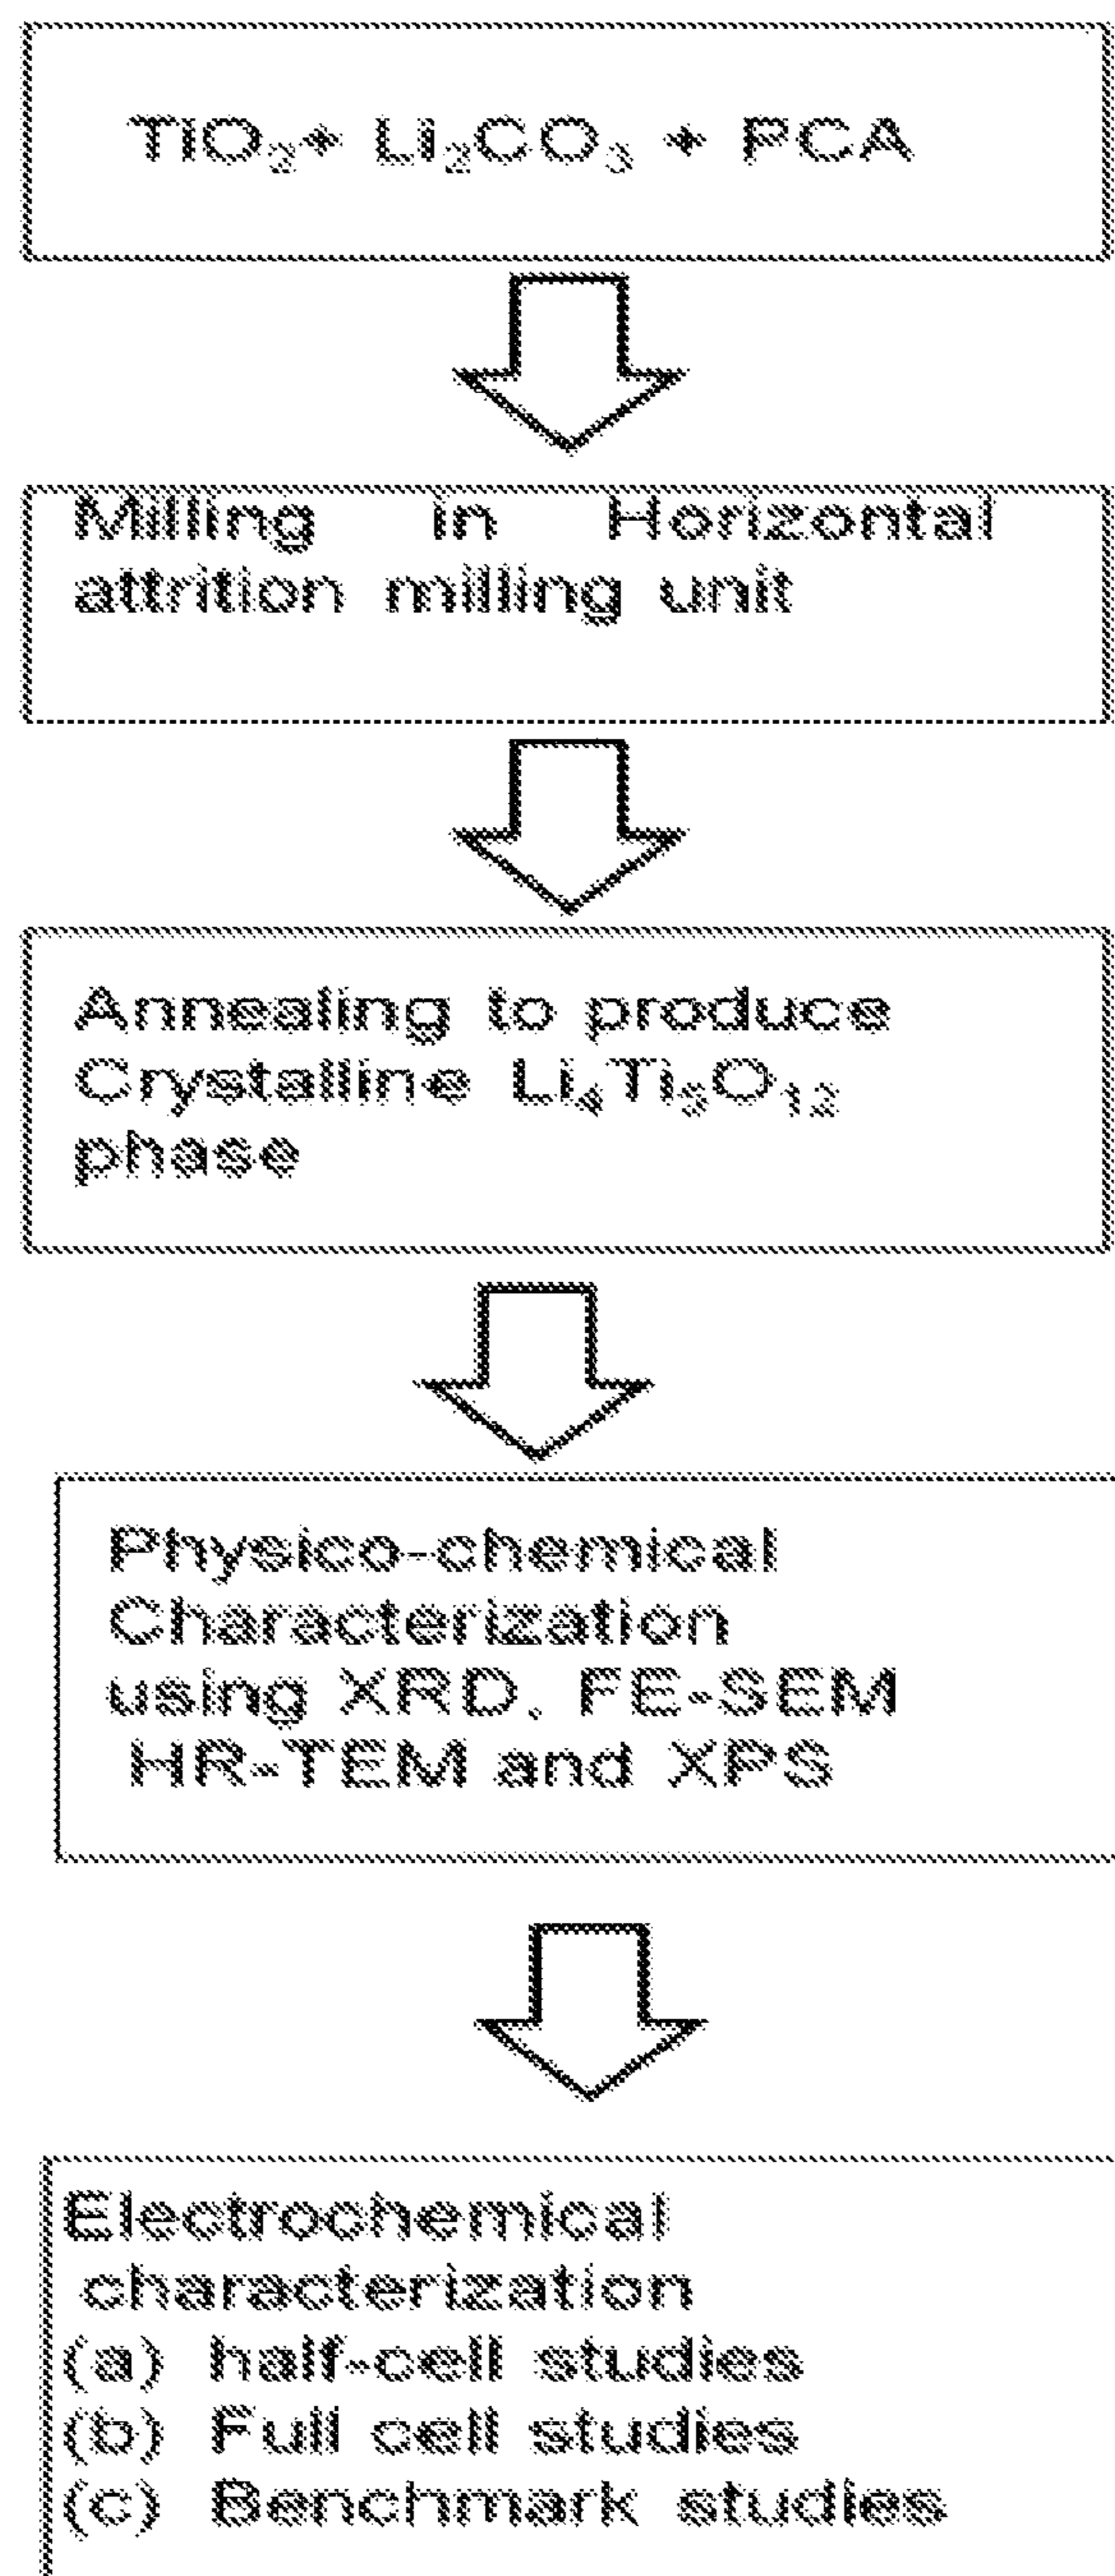 TiO₂+ Li₂CO₃ + PCA
Milling in Horizontal
attrition milling unit
Annealing to produce
Crystalline Li₄Ti₅O₁₂
phase
Physico-chemical
Characterization
using XRD, FE-SEM
HR-TEM and XPS
Electrochemical
characterization
(a) half-cell studies
(b) Full cell studies
(c) Benchmark studies